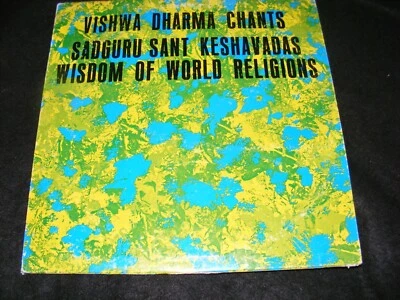 VISHWA DHARMA CHANTS
SADGURU SANT KESHAVADAS
WISDOM OF WORLD RELIGIONS